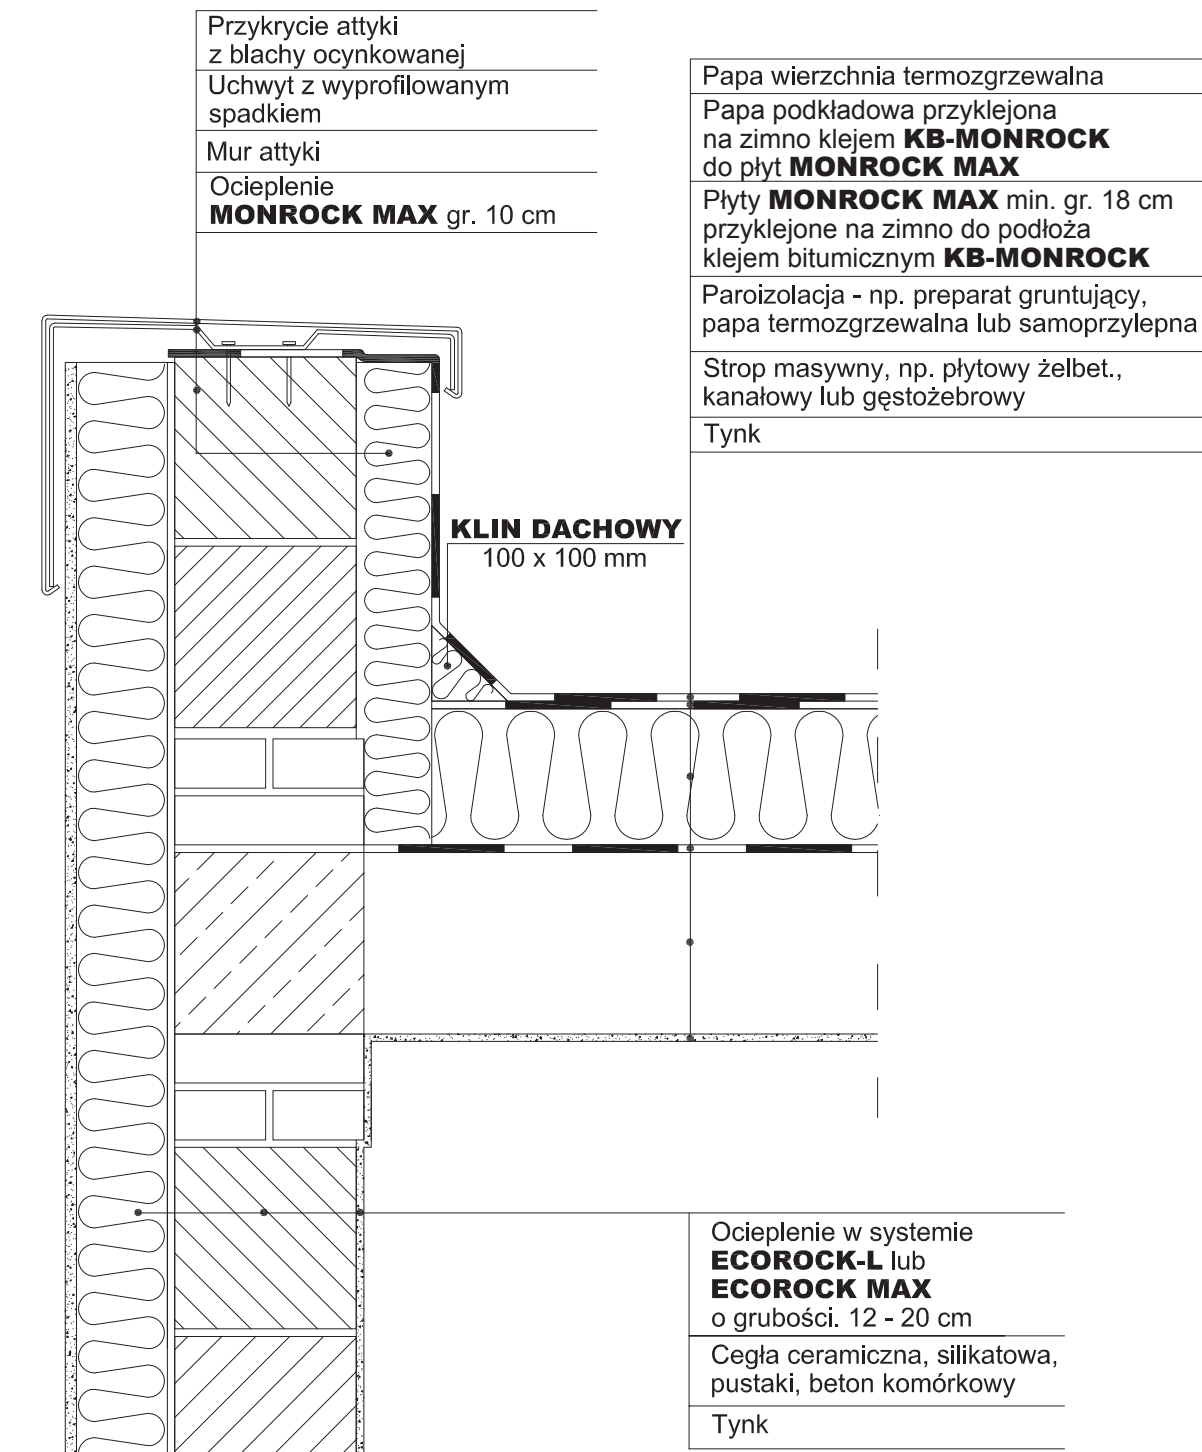 Przykrycie attyki
z blachy ocynkowanej
Uchwyt z wyprofilowanym
spadkiem
Mur attyki
Ocieplenie
MONROCK MAX gr. 10 cm
Papa wierzchnia termozgrzewalna
Papa podkładowa przyklejona
na zimno klejem KB-MONROCK
do płyt MONROCK MAX
Płyty MONROCK MAX min. gr. 18 cm
przyklejone na zimno do podłoża
klejem bitumicznym KB-MONROCK
Paroizolacja - np. preparat gruntujący,
papa termozgrzewalna lub samoprzylepna
Strop masywny, np. płytowy żelbet.,
kanałowy lub gęstożebrowy
Tynk
KLIN DACHOWY
100 x 100 mm
Ocieplenie w systemie
ECOROCK-L lub
ECOROCK MAX
o grubości. 12 - 20 cm
Cegła ceramiczna, silikatowa,
pustaki, beton komórkowy
Tynk